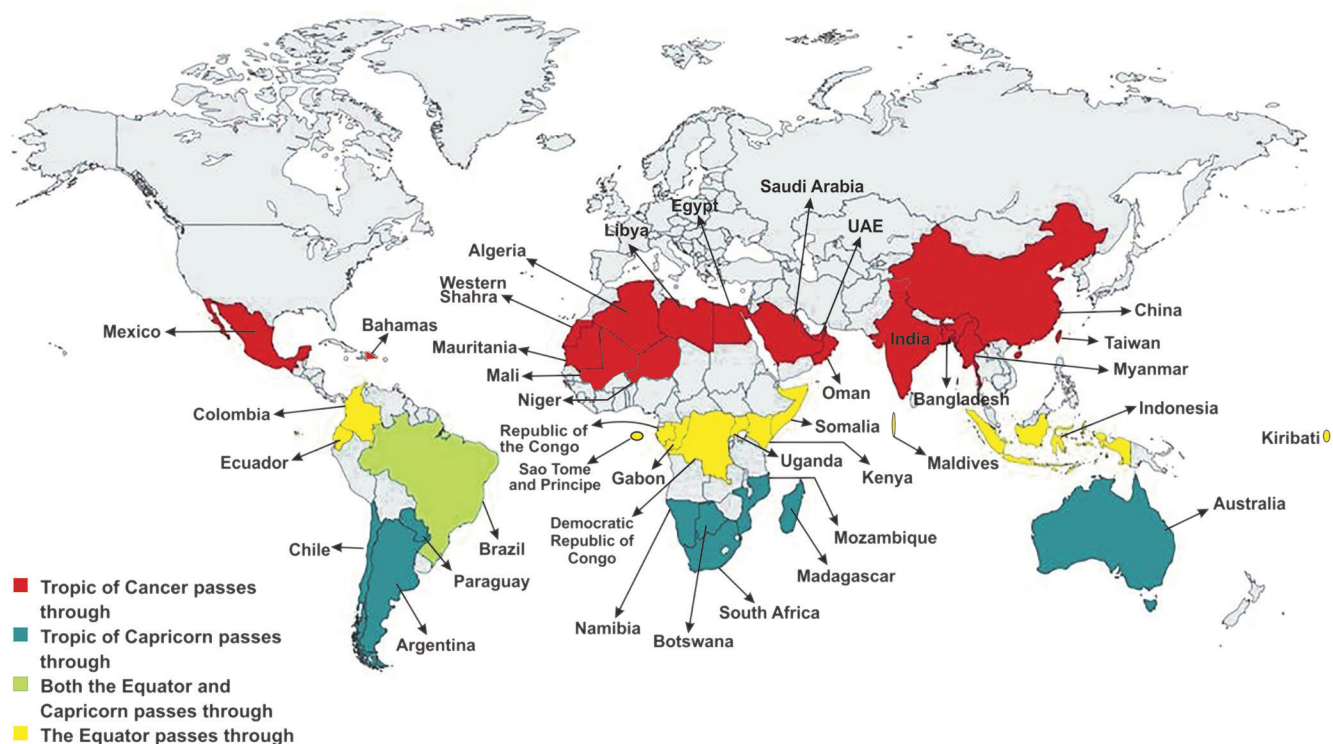 Saudi Arabia
Egypt
UAE
Libya
Algeria
Western
Shahra
Mexico
Bahamas
China
India
Taiwan
Mauritania
Myanmar
Mali
Oman
Niger
Bangladesh
Colombia
Indonesia
Republic of
the Congo
Somalia
Kiribati
Ecuador
Sao Tome
and Principe
Gabon
Uganda
Kenya
Maldives
Australia
Democratic
Republic of
Congo
Mozambique
Chile
Brazil
Paraguay
Madagascar
South Africa
Namibia
Botswana
Argentina
Tropic of Cancer passes
through
Tropic of Capricorn passes
through
Both the Equator and
Capricorn passes through
The Equator passes through